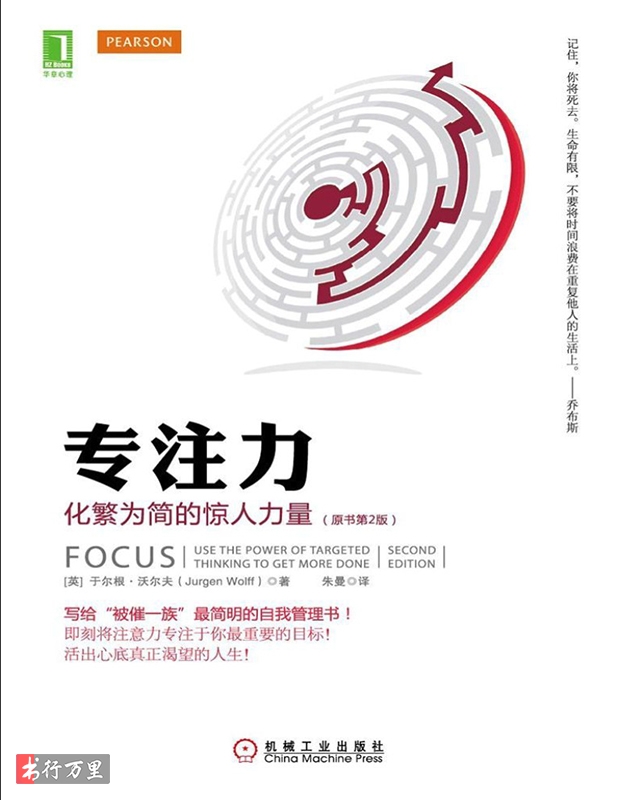 HZ Books
华章心理
PEARSON
记住，你将死去。生命有限，不要将时间浪费在重复他人的生活上。——乔布斯
专注力
化繁为简的惊人力量（原书第2版）
FOCUS
USE THE POWER OF TARGETED
THINKING TO GET MORE DONE
SECOND
EDITION
[英] 于尔根·沃尔夫（Jurgen Wolff）◎著 朱曼◎译
写给“被催一族”最简明的自我管理书！
即刻将注意力专注于你最重要的目标！
活出心底真正渴望的人生！
机械工业出版社
China Machine Press
书行万里